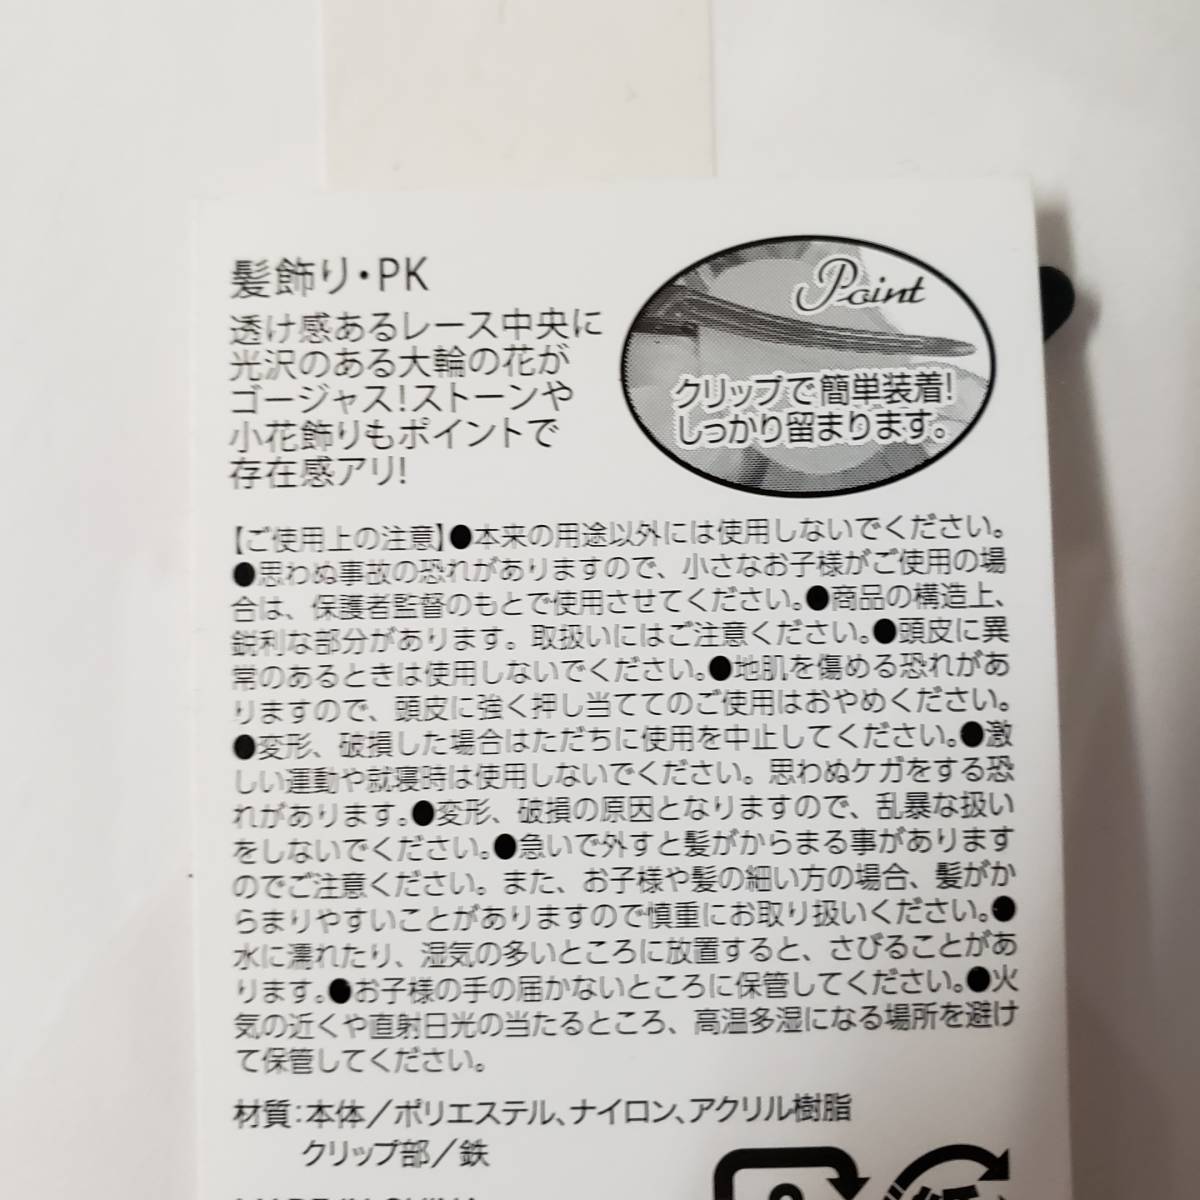 髪飾り・PK
透け感あるレース中央に
光沢のある大輪の花が
ゴージャス!ストーンや
小花飾りもポイントで
存在感アリ!
Point
クリップで簡単装着!
しっかり留まります。
【ご使用上の注意】●本来の用途以外には使用しないでください。
●思わぬ事故の恐れがありますので、小さなお子様がご使用の場
合は、保護者監督のもとで使用させてください。●商品の構造上、
鋭利な部分があります。取扱いにはご注意ください。●頭皮に異
常のあるときは使用しないでください。●地肌を傷める恐れがあ
りますので、頭皮に強く押し当ててのご使用はおやめください。
●変形、破損した場合はただちに使用を中止してください。●激
しい運動や就寝時は使用しないでください。思わぬケガをする恐
れがあります。●変形、破損の原因となりますので、乱暴な扱い
をしないでください。●急いで外すと髪がからまる事があります
のでご注意ください。また、お子様や髪の細い方の場合、髪がか
らまりやすいことがありますので慎重にお取り扱いください。●
水に濡れたり、湿気の多いところに放置すると、さびることがあ
ります。●お子様の手の届かないところに保管してください。●火
気の近くや直射日光の当たるところ、高温多湿になる場所を避け
て保管してください。
材質:本体/ポリエステル、ナイロン、アクリル樹脂
クリップ部/鉄